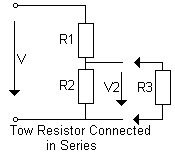 R1
V
R2
V2
R3
Tow Resistor Connected
in Series